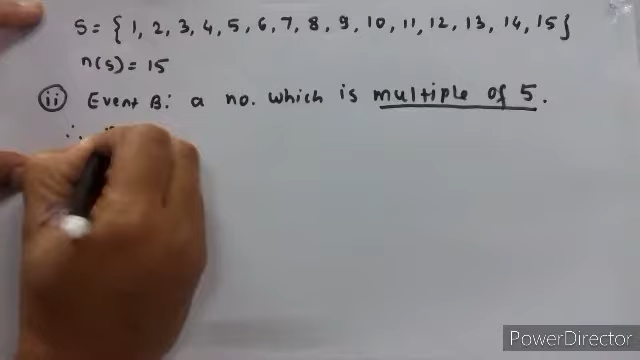 S = { 1, 2, 3, 4, 5, 6, 7, 8, 9, 10, 11, 12, 13, 14, 15}
n(s) = 15
(ii) Event B: a no. which is multiple of 5.
∴
PowerDirector